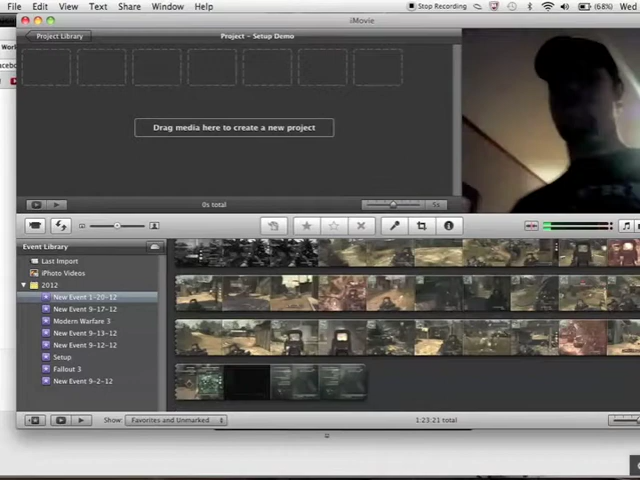 File Edit View Text Share Window Help Stop Recording (68%) Wed
iMovie
Project Library
Project - Setup Demo
Drag media here to create a new project
0s total
5s
Event Library
Last Import
iPhoto Videos
2012
New Event 1-20-12
New Event 9-17-12
Modern Warfare 3
New Event 9-13-12
New Event 9-12-12
Setup
Fallout 3
New Event 9-2-12
Show: Favorites and Unmarked
1:23:21 total